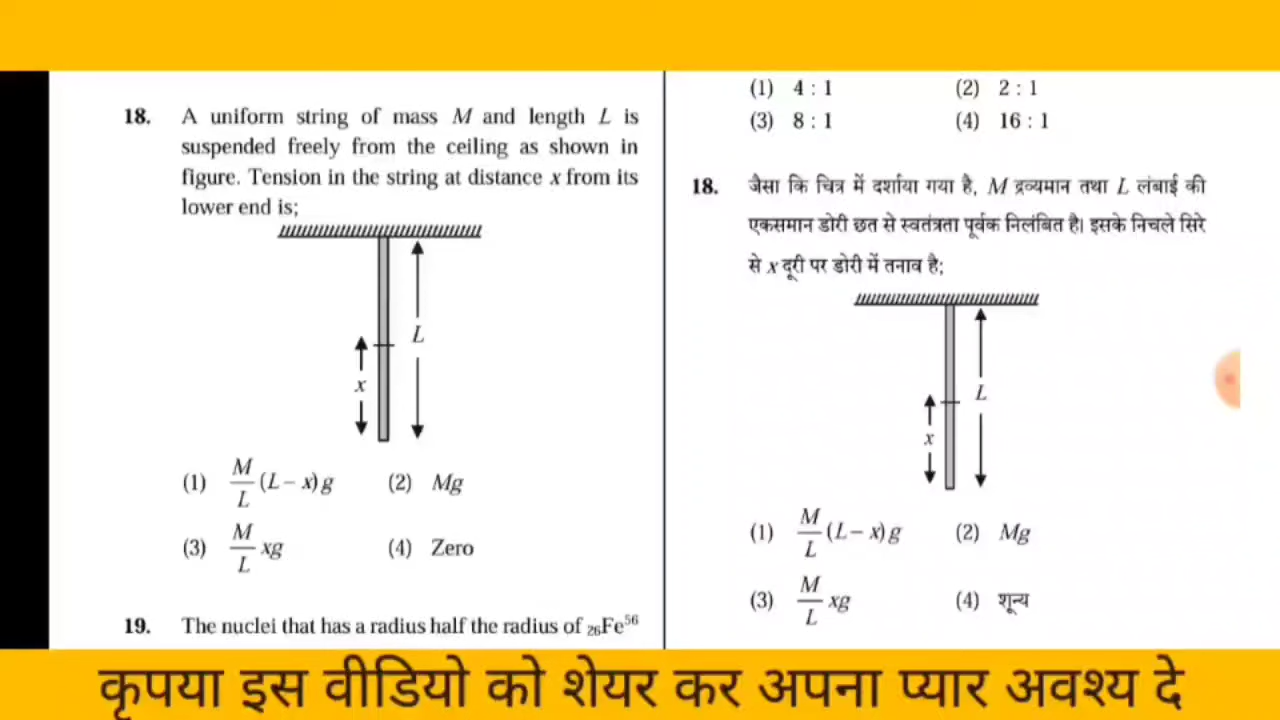 18. A uniform string of mass M and length L is
suspended freely from the ceiling as shown in
figure. Tension in the string at distance x from its
lower end is;
L
x
(1) M/L (L – x)g (2) Mg
(3) M/L xg (4) Zero
19. The nuclei that has a radius half the radius of ₂₆Fe⁵⁶
(1) 4 : 1 (2) 2 : 1
(3) 8 : 1 (4) 16 : 1
18. जैसा कि चित्र में दर्शाया गया है, M द्रव्यमान तथा L लंबाई की
एकसमान डोरी छत से स्वतंत्रता पूर्वक निलंबित है। इसके निचले सिरे
से x दूरी पर डोरी में तनाव है;
L
x
(1) M/L (L – x)g (2) Mg
(3) M/L xg (4) शून्य
कृपया इस वीडियो को शेयर कर अपना प्यार अवश्य दे